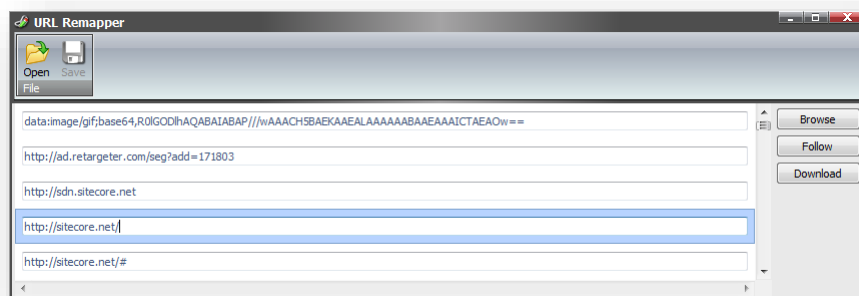 URL Remapper
Open Save
File
data:image/gif;base64,R0lGODlhAQABAIABAP///wAAACH5BAEKAAEALAAAAAABAAEAAAICTAEAOw==
Browse
http://ad.retargeter.com/seg?add=171803
Follow
Download
http://sdn.sitecore.net
http://sitecore.net/
http://sitecore.net/#